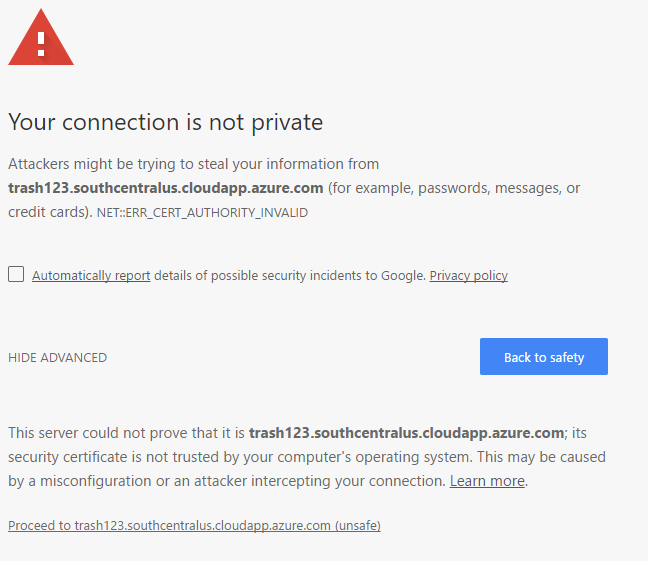 Your connection is not private
Attackers might be trying to steal your information from
trash123.southcentralus.cloudapp.azure.com (for example, passwords, messages, or
credit cards). NET::ERR_CERT_AUTHORITY_INVALID
Automatically report details of possible security incidents to Google. Privacy policy
HIDE ADVANCED
Back to safety
This server could not prove that it is trash123.southcentralus.cloudapp.azure.com; its
security certificate is not trusted by your computer's operating system. This may be caused
by a misconfiguration or an attacker intercepting your connection. Learn more.
Proceed to trash123.southcentralus.cloudapp.azure.com (unsafe)